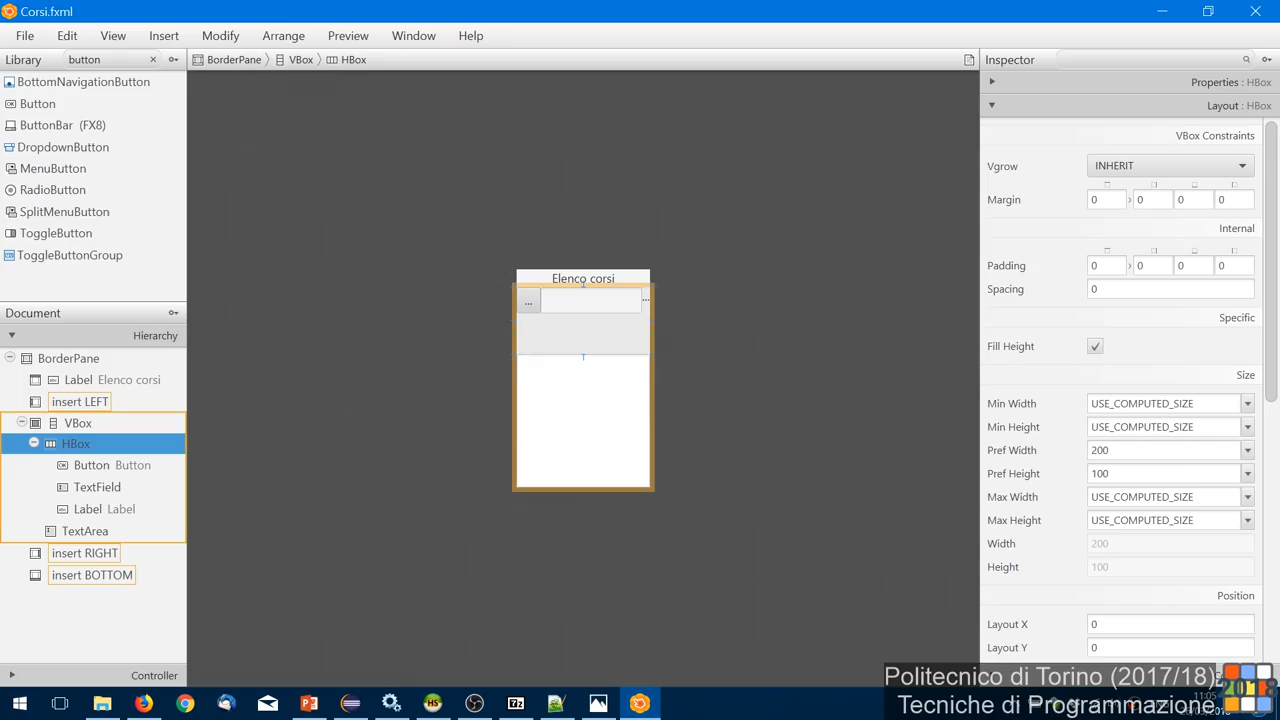 Corsi.fxml
File Edit View Insert Modify Arrange Preview Window Help
Library button
BorderPane VBox HBox
Inspector
BottomNavigationButton
Button
ButtonBar (FX8)
DropdownButton
MenuButton
RadioButton
SplitMenuButton
ToggleButton
ToggleButtonGroup
Document
Hierarchy
BorderPane
Label Elenco corsi
insert LEFT
VBox
HBox
Button Button
TextField
Label Label
TextArea
insert RIGHT
insert BOTTOM
Controller
Elenco corsi
... ...
Properties : HBox
Layout : HBox
VBox Constraints
Vgrow INHERIT
Margin 0 0 0 0
Internal
Padding 0 0 0 0
Spacing 0
Specific
Fill Height
Size
Min Width USE_COMPUTED_SIZE
Min Height USE_COMPUTED_SIZE
Pref Width 200
Pref Height 100
Max Width USE_COMPUTED_SIZE
Max Height USE_COMPUTED_SIZE
Width 200
Height 100
Position
Layout X 0
Layout Y 0
Politecnico di Torino (2017/18)
Tecniche di Programmazione
2018
11:05